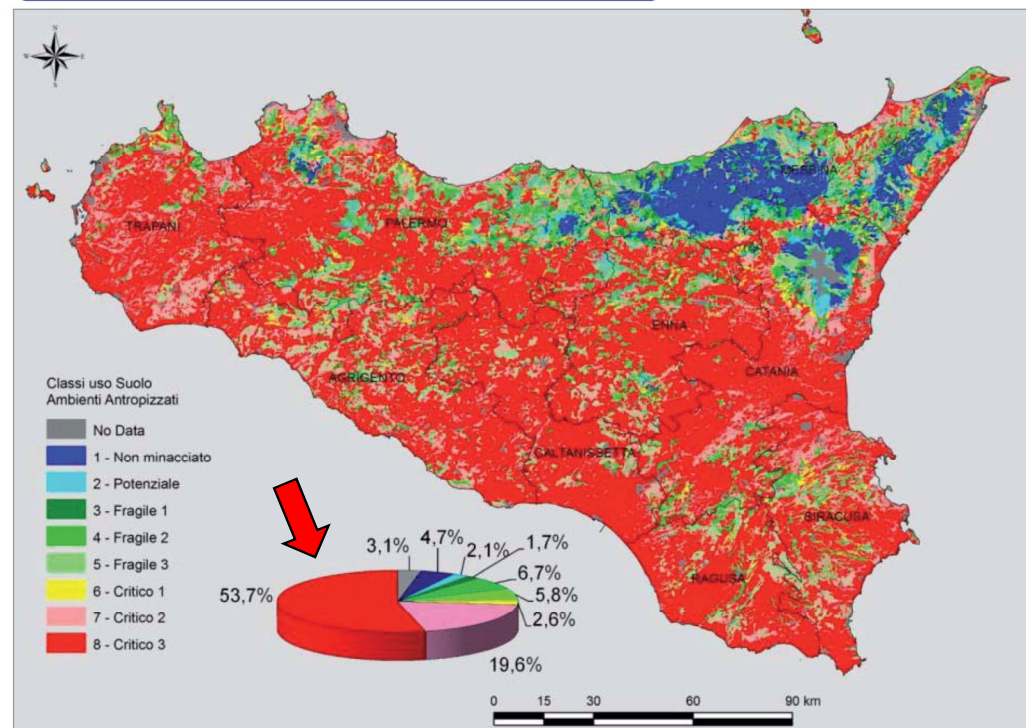 N
W
E
S
MESSINA
TRAPANI
PALERMO
ENNA
CATANIA
AGRIGENTO
CALTANISSETTA
SIRACUSA
RAGUSA
Classi uso Suolo
Ambienti Antropizzati
No Data
1 - Non minacciato
2 - Potenziale
3 - Fragile 1
4 - Fragile 2
5 - Fragile 3
6 - Critico 1
7 - Critico 2
8 - Critico 3
3,1%
4,7%
2,1%
1,7%
6,7%
5,8%
2,6%
19,6%
53,7%
0 15 30 60 90 km